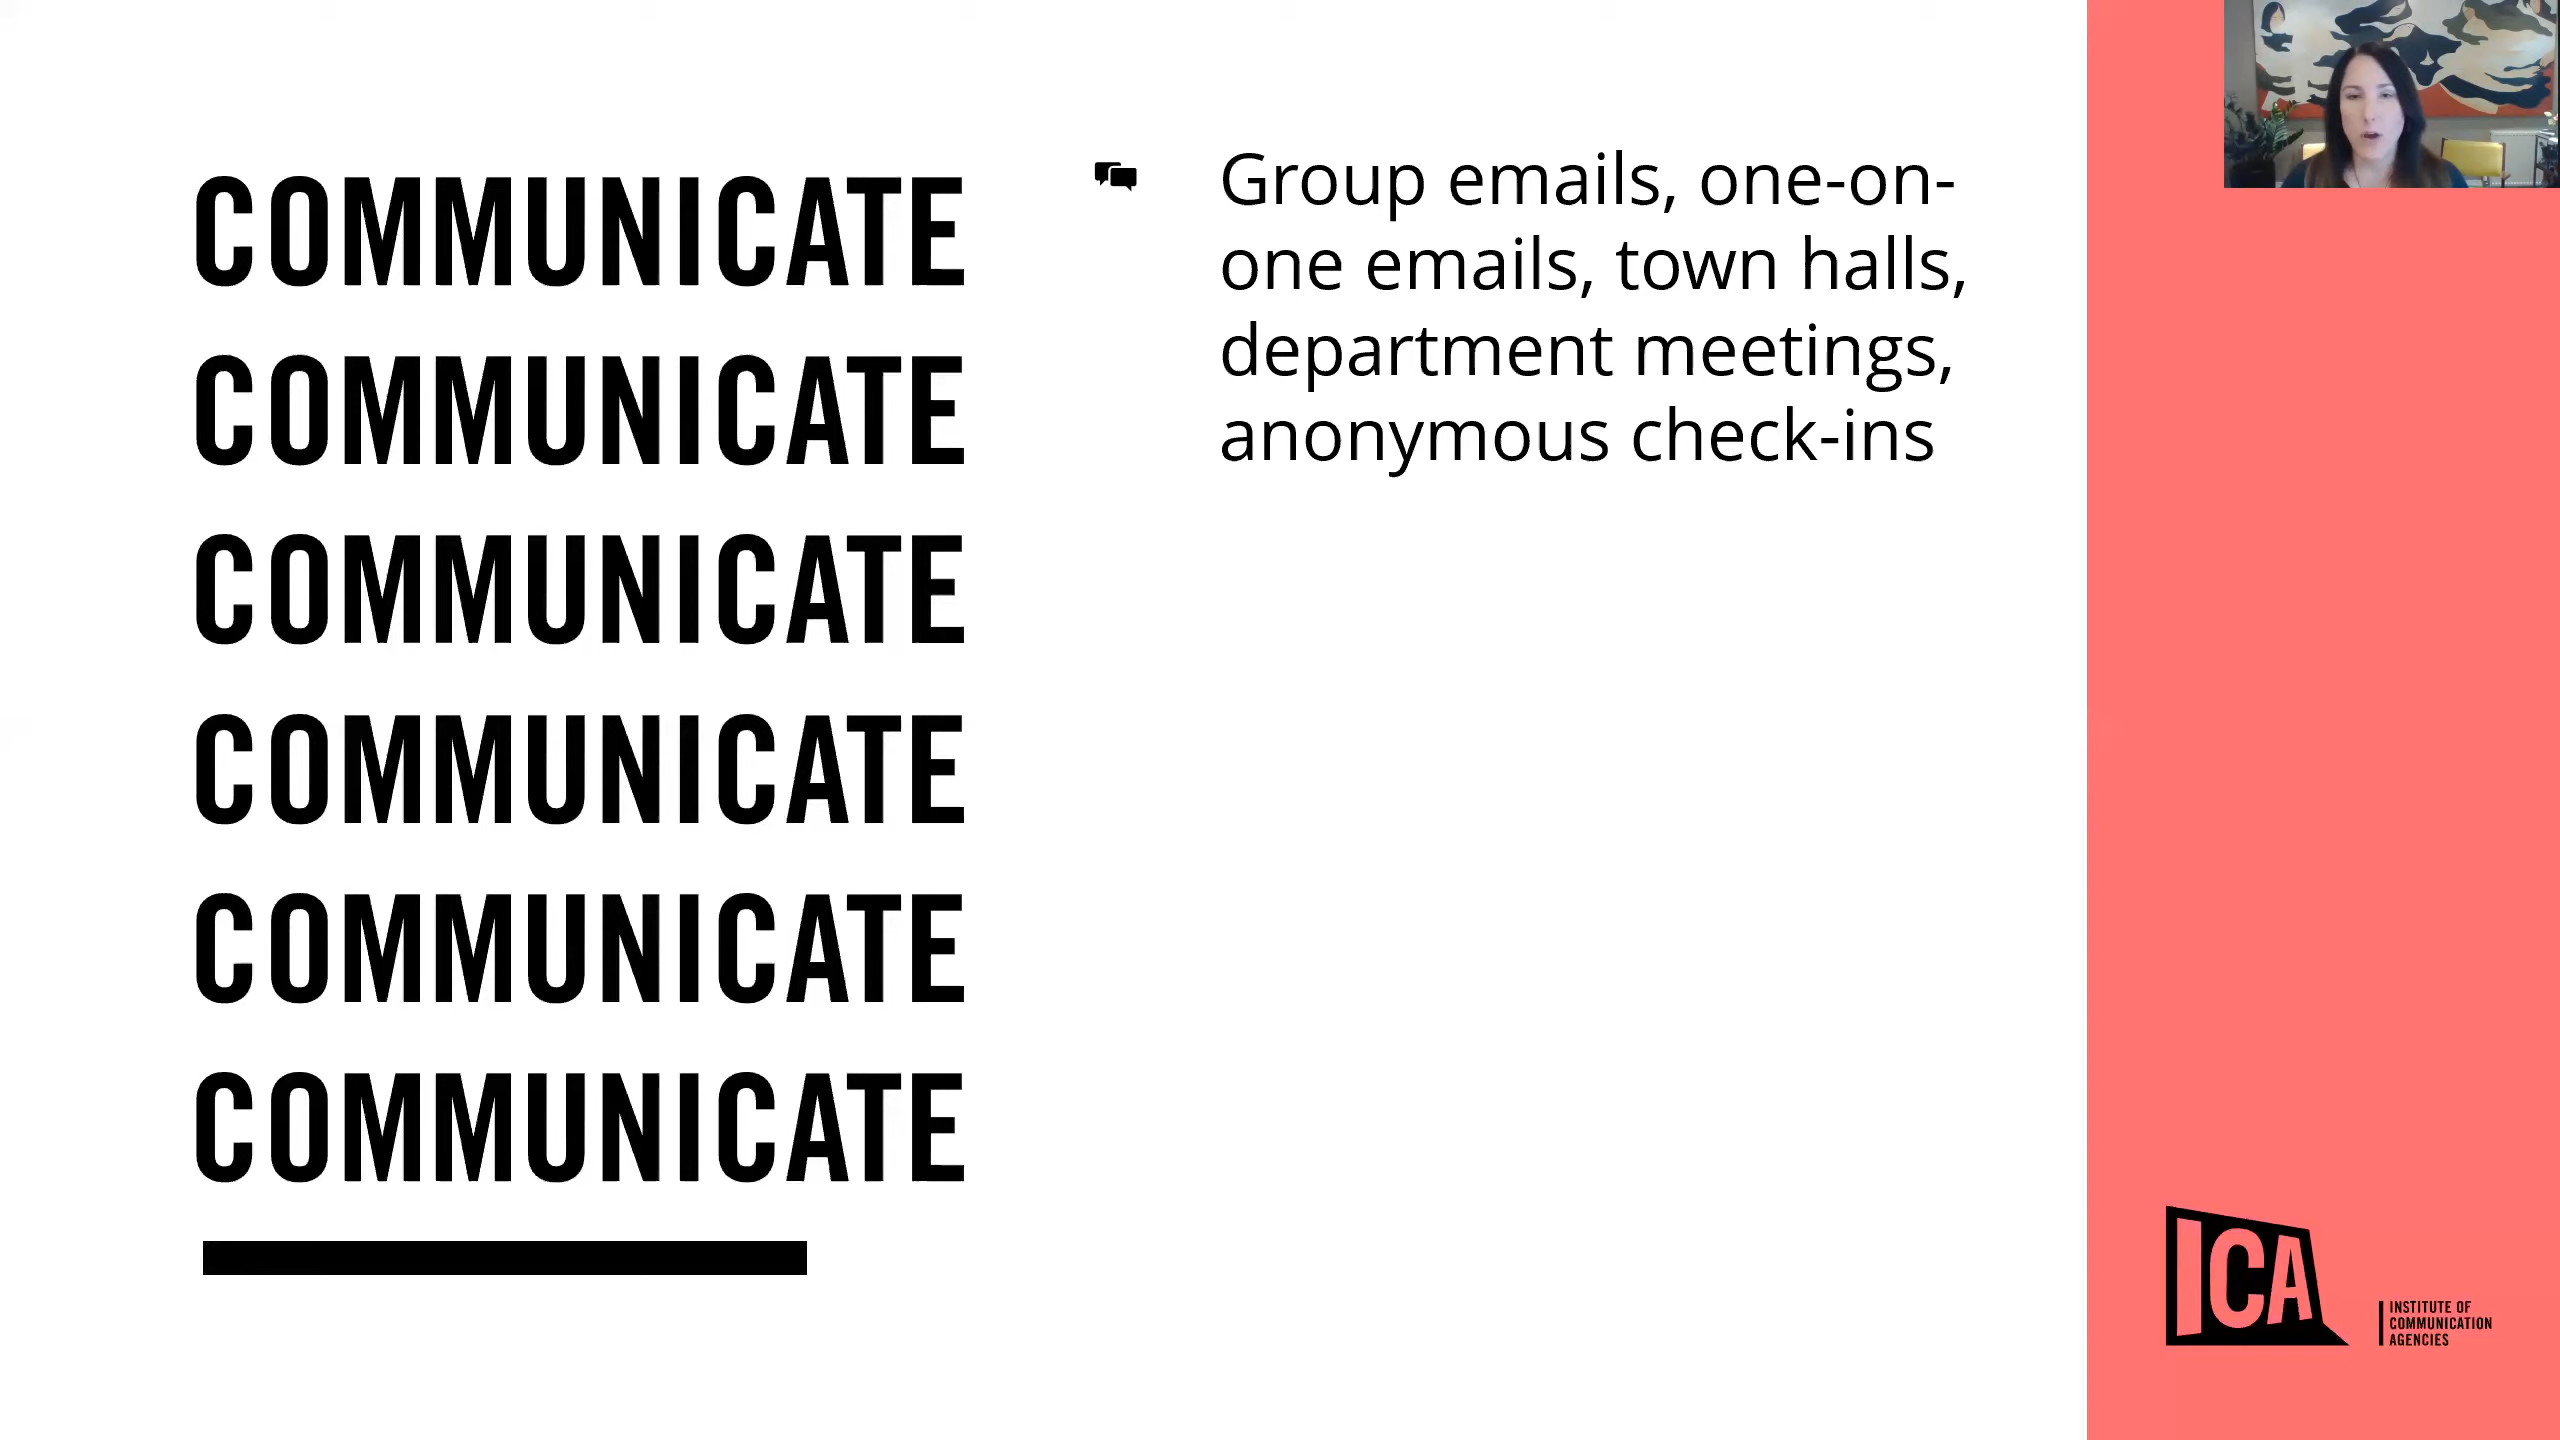 COMMUNICATE
COMMUNICATE
COMMUNICATE
COMMUNICATE
COMMUNICATE
COMMUNICATE
Group emails, one-on-
one emails, town halls,
department meetings,
anonymous check-ins
ICA
INSTITUTE OF
COMMUNICATION
AGENCIES